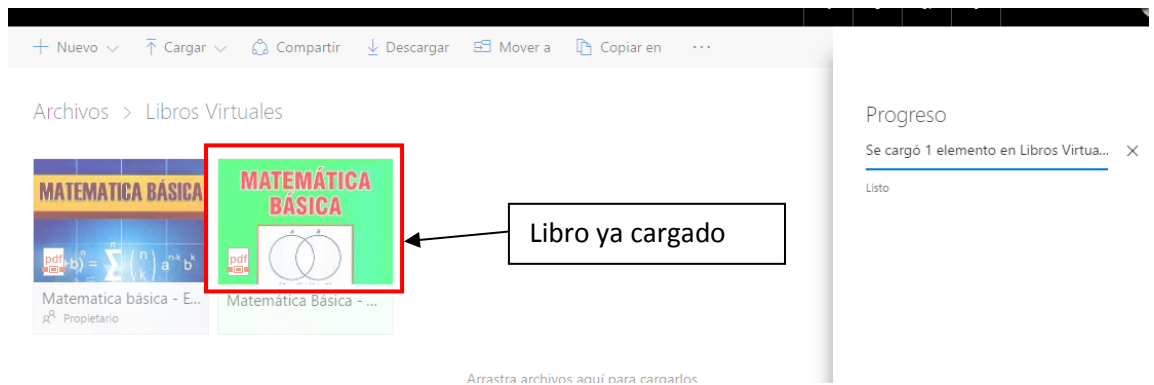 Nuevo Cargar Compartir Descargar Mover a Copiar en ...
Archivos > Libros Virtuales
MATEMATICA BÁSICA
pdf
+b)ⁿ = Σ (n k) aⁿ⁻ᵏ bᵏ
Matematica básica - E...
Propietario
MATEMÁTICA
BÁSICA
A B
pdf
Matemática Básica - ...
Libro ya cargado
Arrastra archivos aquí para cargarlos
Progreso
Se cargó 1 elemento en Libros Virtua...
Listo